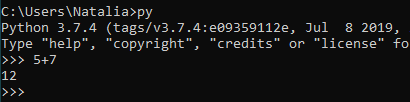 C:\Users\Natalia>py
Python 3.7.4 (tags/v3.7.4:e09359112e, Jul  8 2019,
Type "help", "copyright", "credits" or "license" fo
>>> 5+7
12
>>>